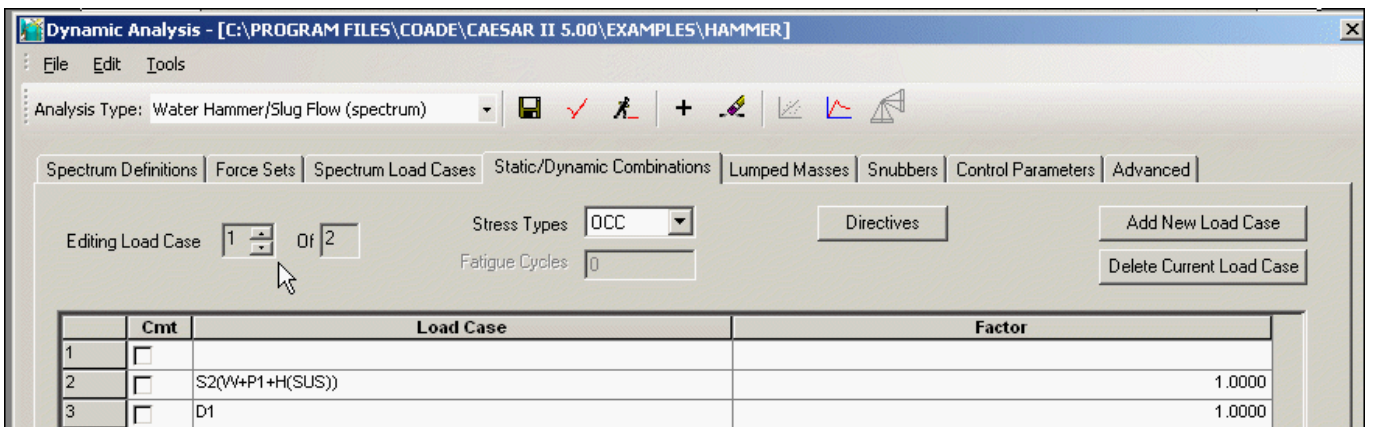 Dynamic Analysis - [C:\PROGRAM FILES\COADE\CAESAR II 5.00\EXAMPLES\HAMMER]
File Edit Tools
Analysis Type: Water Hammer/Slug Flow (spectrum)
Spectrum Definitions Force Sets Spectrum Load Cases Static/Dynamic Combinations Lumped Masses Snubbers Control Parameters Advanced
Editing Load Case 1 Of 2 Stress Types OCC Directives Add New Load Case
Fatigue Cycles 0 Delete Current Load Case
Cmt Load Case Factor
1
2 S2(W+P1+H(SUS)) 1.0000
3 D1 1.0000